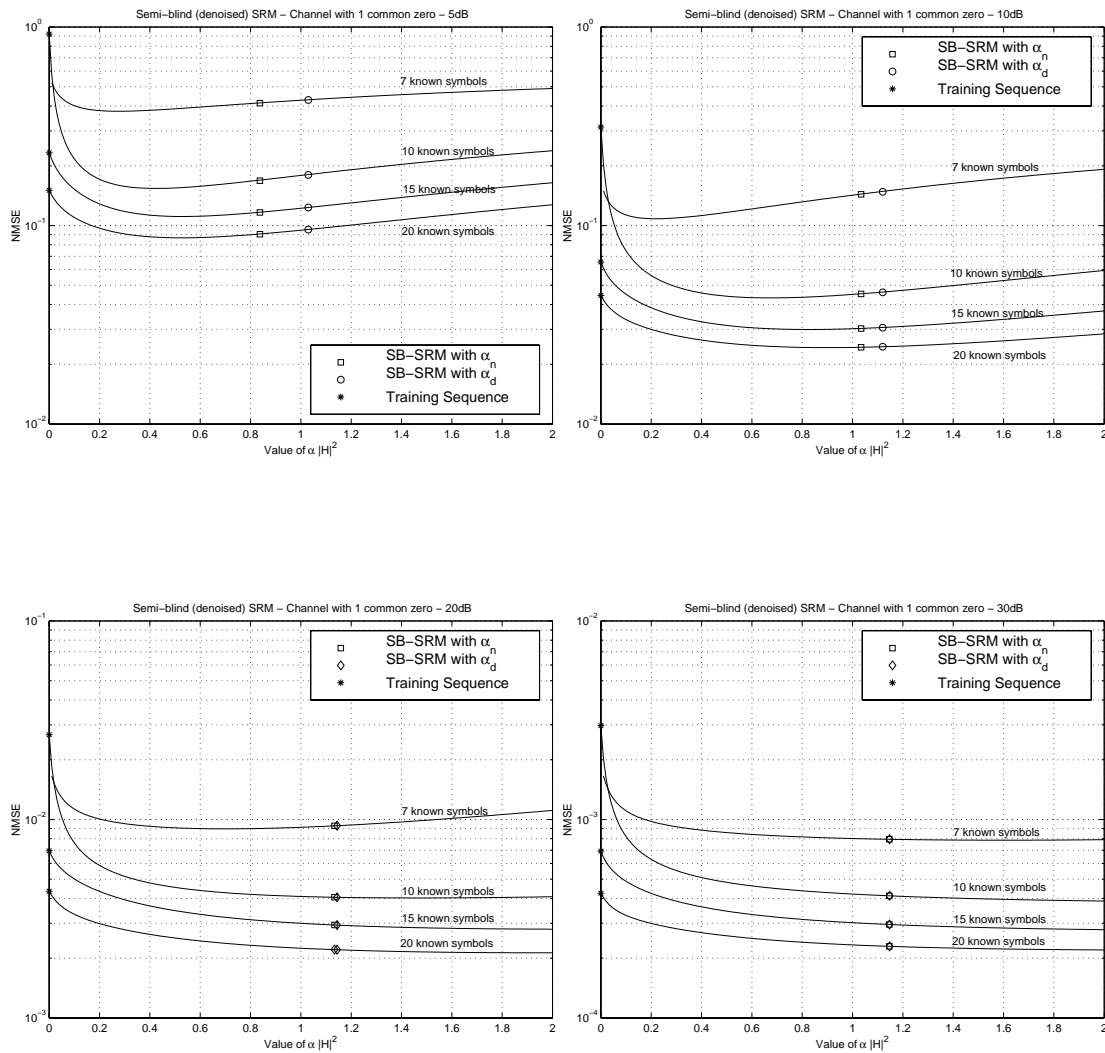 Semi−blind (denoised) SRM − Channel with 1 common zero − 5dB
10^0
10^−1
10^−2
NMSE
7 known symbols
10 known symbols
15 known symbols
20 known symbols
SB−SRM with α_n
SB−SRM with α_d
Training Sequence
0 0.2 0.4 0.6 0.8 1 1.2 1.4 1.6 1.8 2
Value of α |H|^2
Semi−blind (denoised) SRM − Channel with 1 common zero − 10dB
10^0
10^−1
10^−2
NMSE
SB−SRM with α_n
SB−SRM with α_d
Training Sequence
7 known symbols
10 known symbols
15 known symbols
20 known symbols
0 0.2 0.4 0.6 0.8 1 1.2 1.4 1.6 1.8 2
Value of α |H|^2
Semi−blind (denoised) SRM − Channel with 1 common zero − 20dB
10^−1
10^−2
10^−3
NMSE
SB−SRM with α_n
SB−SRM with α_d
Training Sequence
7 known symbols
10 known symbols
15 known symbols
20 known symbols
0 0.2 0.4 0.6 0.8 1 1.2 1.4 1.6 1.8 2
Value of α |H|^2
Semi−blind (denoised) SRM − Channel with 1 common zero − 30dB
10^−2
10^−3
10^−4
NMSE
SB−SRM with α_n
SB−SRM with α_d
Training Sequence
7 known symbols
10 known symbols
15 known symbols
20 known symbols
0 0.2 0.4 0.6 0.8 1 1.2 1.4 1.6 1.8 2
Value of α |H|^2